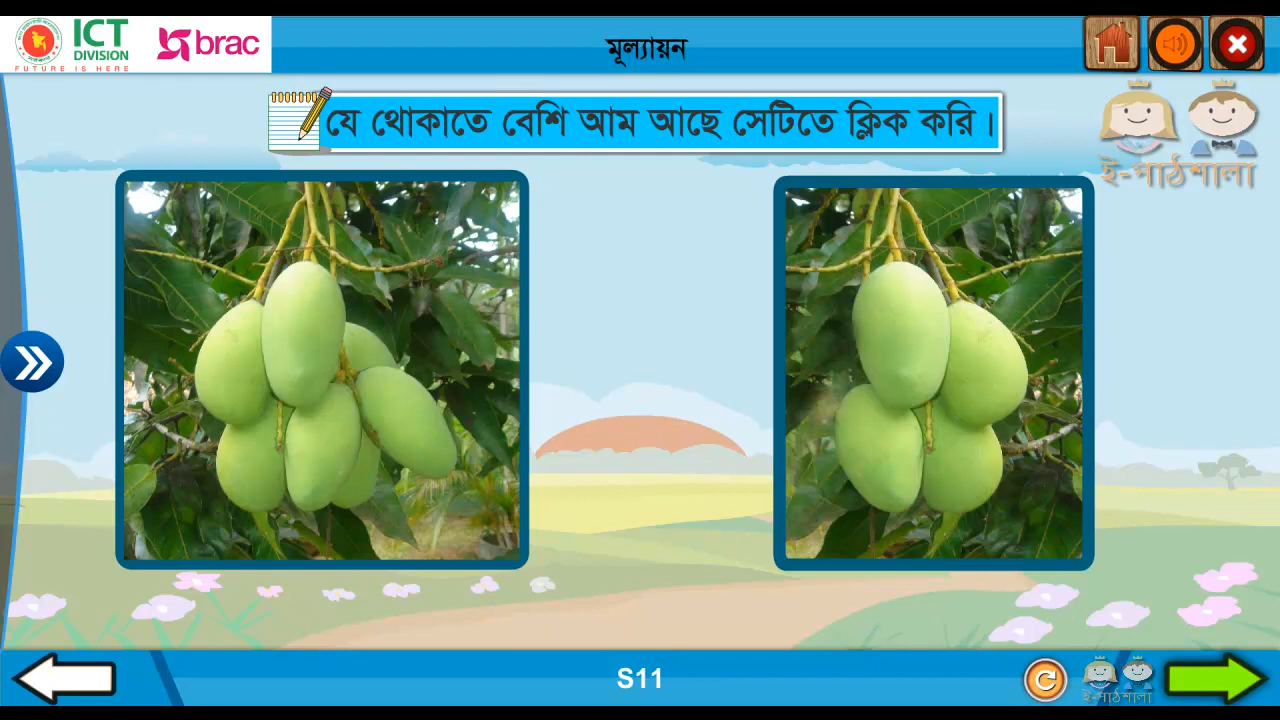 ICT
DIVISION
FUTURE IS HERE
brac
মূল্যায়ন
যে থোকাতে বেশি আম আছে সেটিতে ক্লিক করি।
ই-পাঠশালা
S11
ই-পাঠশালা